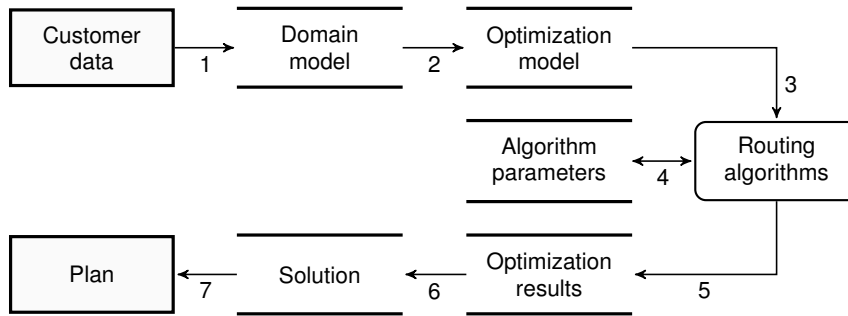 Customer
data
1
Domain
model
2
Optimization
model
3
Algorithm
parameters
4
Routing
algorithms
Plan
7
Solution
6
Optimization
results
5